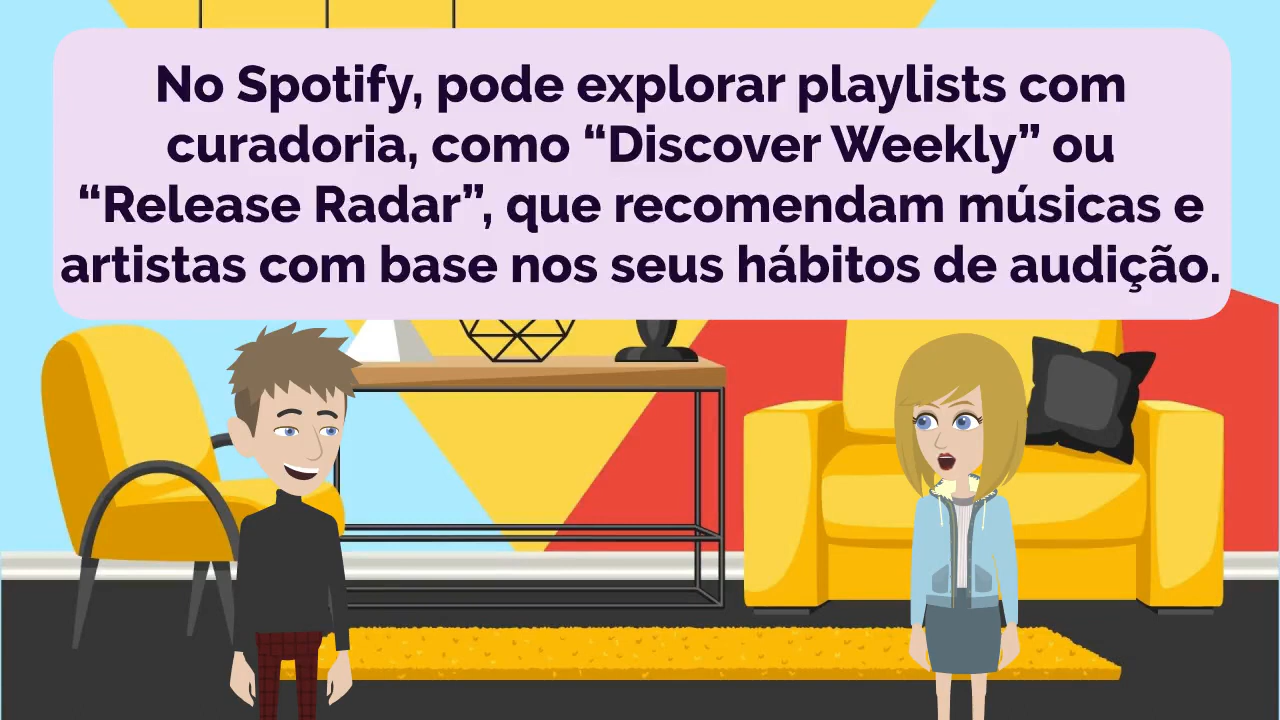 No Spotify, pode explorar playlists com
curadoria, como “Discover Weekly” ou
“Release Radar”, que recomendam músicas e
artistas com base nos seus hábitos de audição.